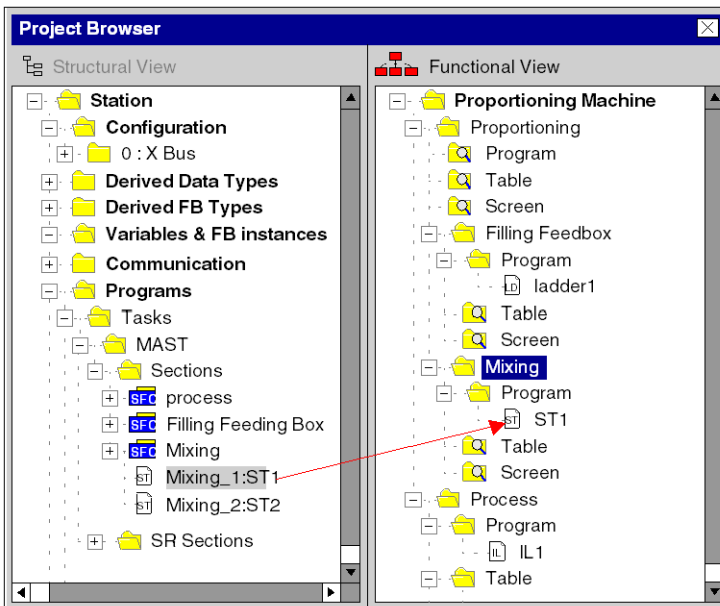 Project Browser
Structural View
Station
Configuration
0 : X Bus
Derived Data Types
Derived FB Types
Variables & FB instances
Communication
Programs
Tasks
MAST
Sections
SFC process
SFC Filling Feeding Box
SFC Mixing
ST Mixing_1:ST1
ST Mixing_2:ST2
SR Sections
Functional View
Proportioning Machine
Proportioning
Program
Table
Screen
Filling Feedbox
Program
LD ladder1
Table
Screen
Mixing
Program
ST ST1
Table
Screen
Process
Program
IL IL1
Table